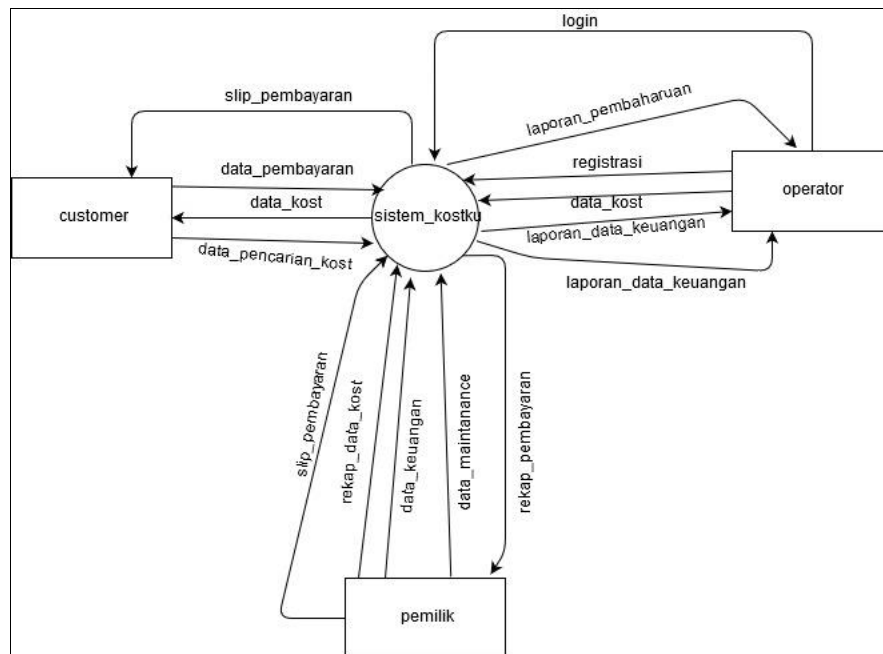 login
slip_pembayaran
laporan_pembaharuan
data_pembayaran
registrasi
customer
data_kost
sistem_kostku
data_kost
operator
data_pencarian_kost
laporan_data_keuangan
laporan_data_keuangan
slip_pembayaran
rekap_data_kost
data_keuangan
data_maintanance
rekap_pembayaran
pemilik